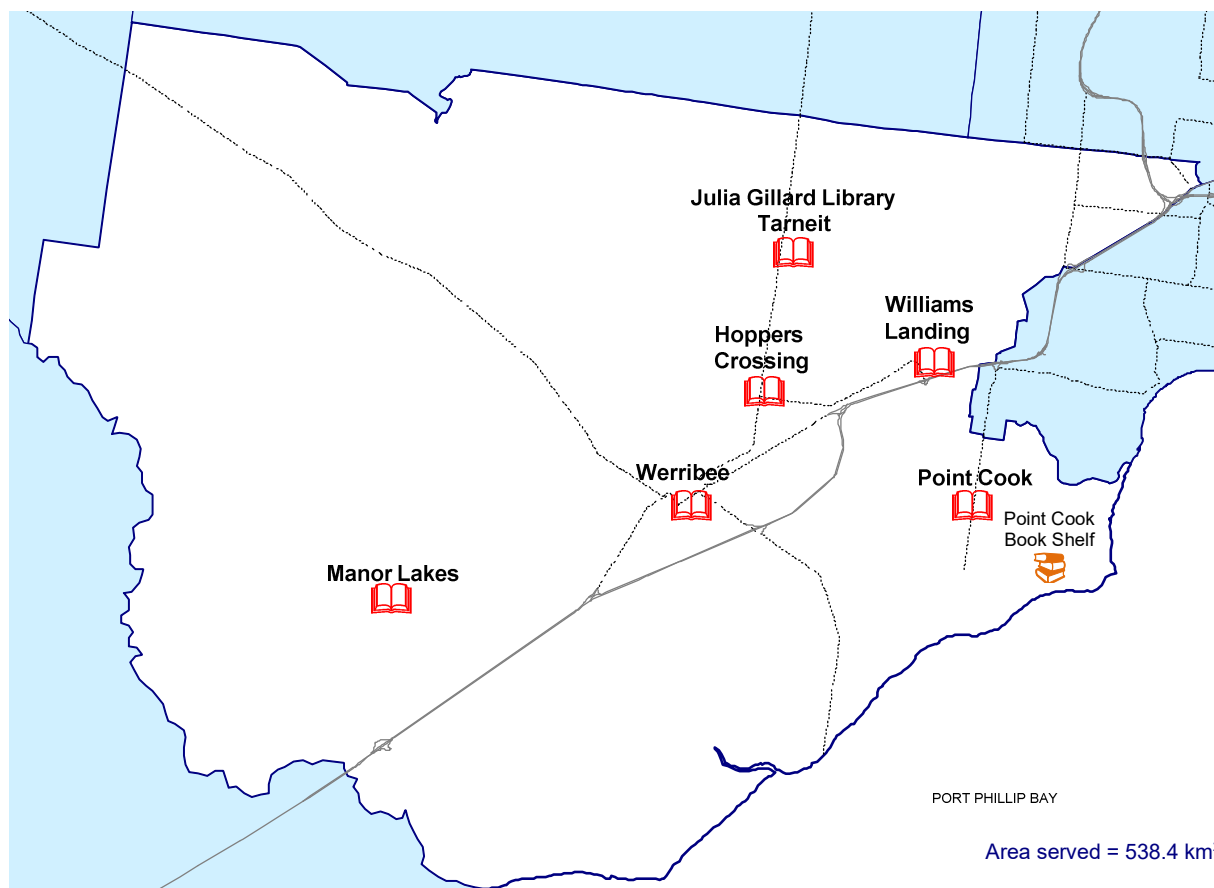 Julia Gillard Library
Tarneit
Williams
Landing
Hoppers
Crossing
Werribee
Point Cook
Point Cook
Book Shelf
Manor Lakes
PORT PHILLIP BAY
Area served = 538.4 km²